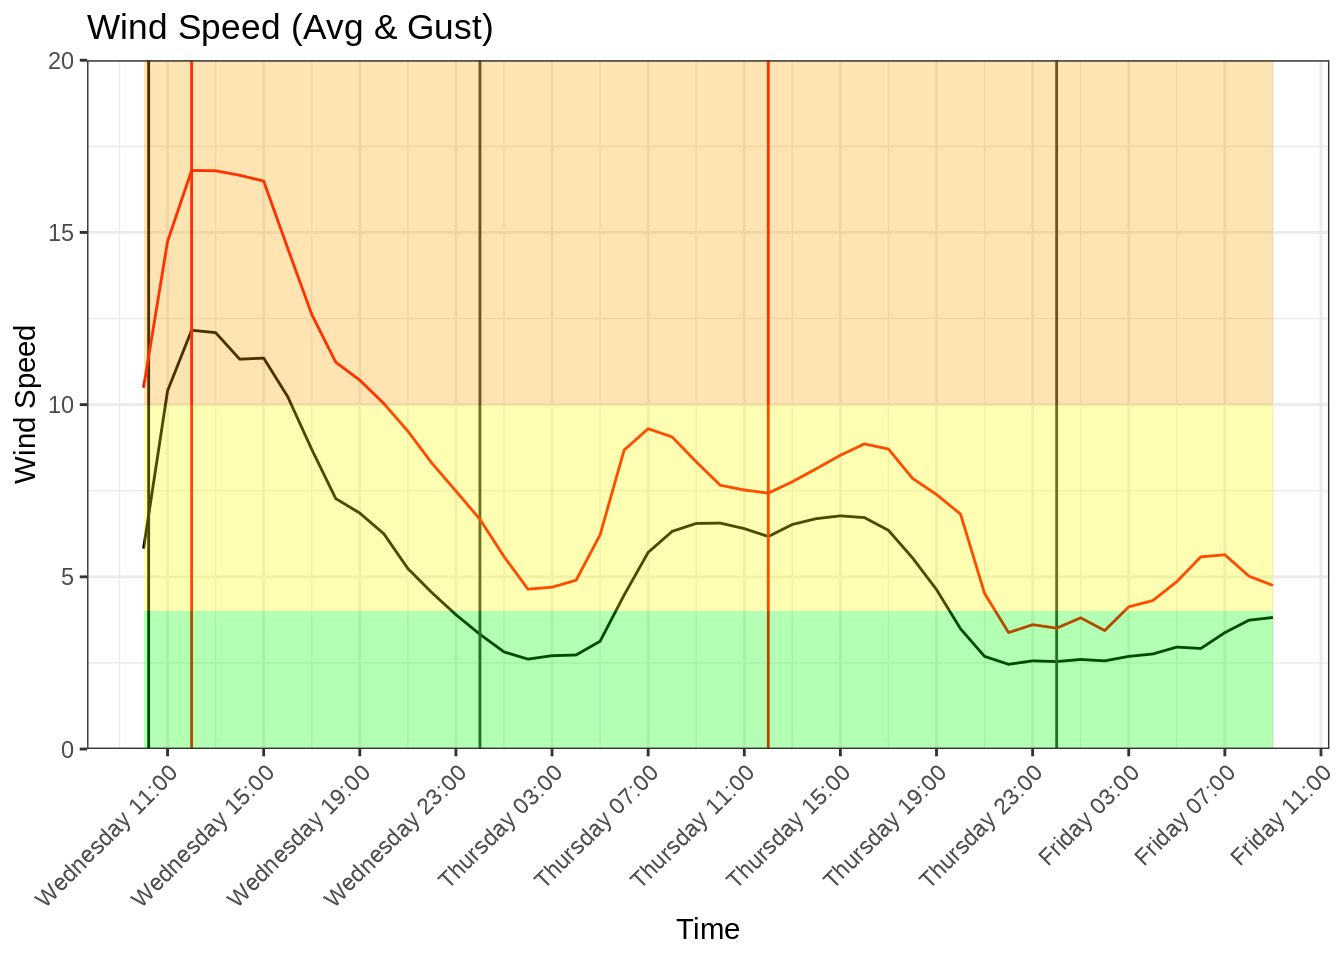 Wind Speed (Avg & Gust)
20
15
10
5
0
Wind Speed
Wednesday 11:00
Wednesday 15:00
Wednesday 19:00
Wednesday 23:00
Thursday 03:00
Thursday 07:00
Thursday 11:00
Thursday 15:00
Thursday 19:00
Thursday 23:00
Friday 03:00
Friday 07:00
Friday 11:00
Time